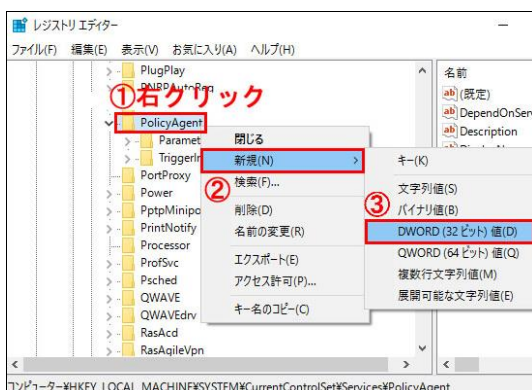 レジストリ エディター
ファイル(F) 編集(E) 表示(V) お気に入り(A) ヘルプ(H)
PlugPlay
PNRPAutoReg
①右クリック
PolicyAgent
Paramet
TriggerIn
PortProxy
Power
PptpMinipo
PrintNotify
Processor
ProfSvc
Psched
QWAVE
QWAVEdrv
RasAcd
RasAgileVpn
閉じる
新規(N)
②
検索(F)...
削除(D)
名前の変更(R)
エクスポート(E)
アクセス許可(P)...
キー名のコピー(C)
名前
(既定)
DependOnServ
Description
キー(K)
文字列値(S)
③
バイナリ値(B)
DWORD (32 ビット) 値(D)
QWORD (64 ビット) 値(Q)
複数行文字列値(M)
展開可能な文字列値(E)
コンピューター¥HKEY_LOCAL_MACHINE¥SYSTEM¥CurrentControlSet¥Services¥PolicyAgent